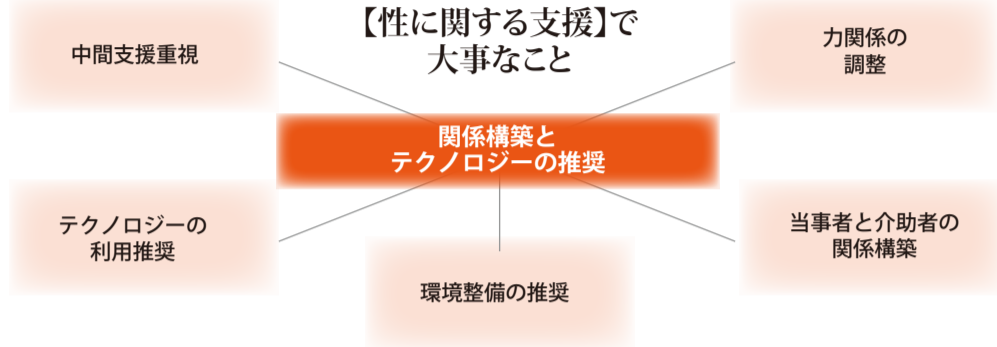 【性に関する支援】で
大事なこと
中間支援重視
力関係の
調整
関係構築と
テクノロジーの推奨
テクノロジーの
利用推奨
当事者と介助者の
関係構築
環境整備の推奨